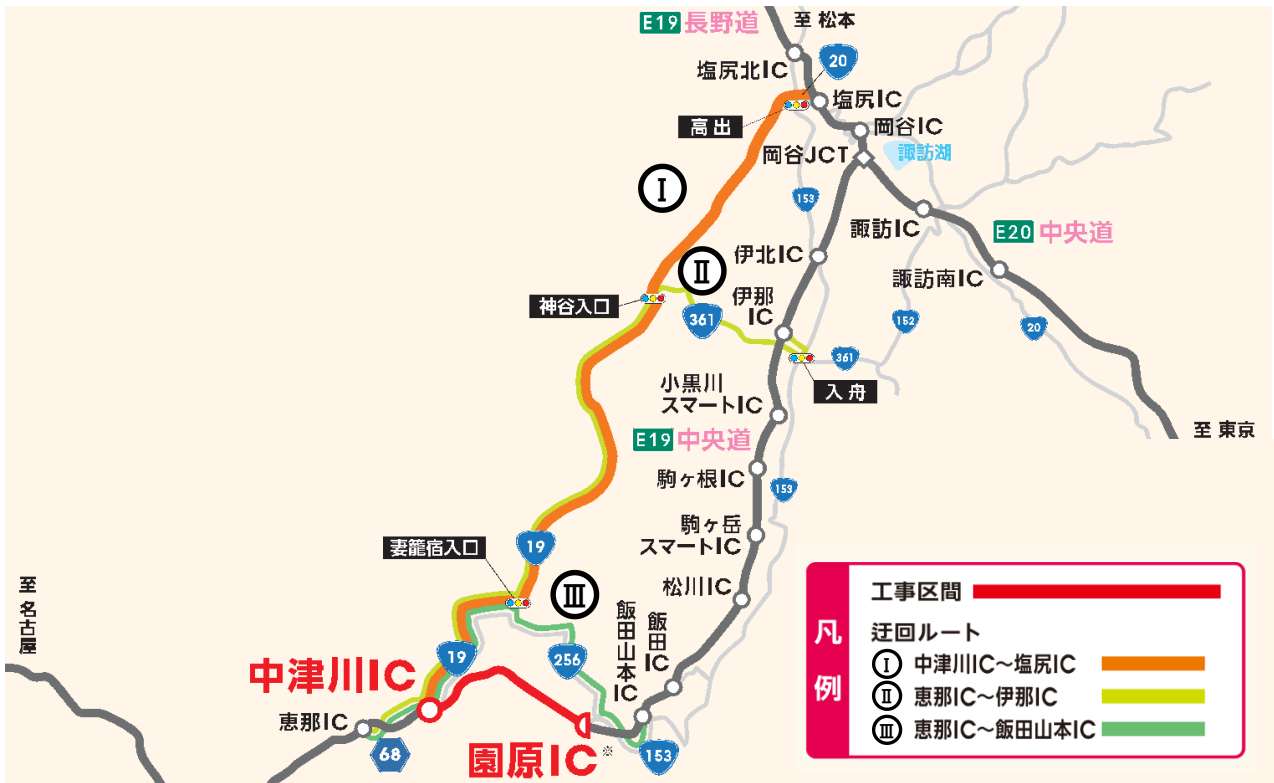 E19 長野道
至 松本
塩尻北IC
20
塩尻IC
高出
岡谷IC
岡谷JCT
諏訪湖
Ⅰ
153
諏訪IC
E20 中央道
伊北IC
Ⅱ
諏訪南IC
神谷入口
361
伊那
IC
152
20
361
入舟
小黒川
スマートIC
至 東京
E19 中央道
駒ヶ根IC
153
駒ヶ岳
スマートIC
妻籠宿入口
19
松川IC
Ⅲ
至 名古屋
飯田山本IC
飯田IC
19
256
中津川IC
恵那IC
68
園原IC※
153
凡例
工事区間
迂回ルート
Ⅰ 中津川IC～塩尻IC
Ⅱ 恵那IC～伊那IC
Ⅲ 恵那IC～飯田山本IC